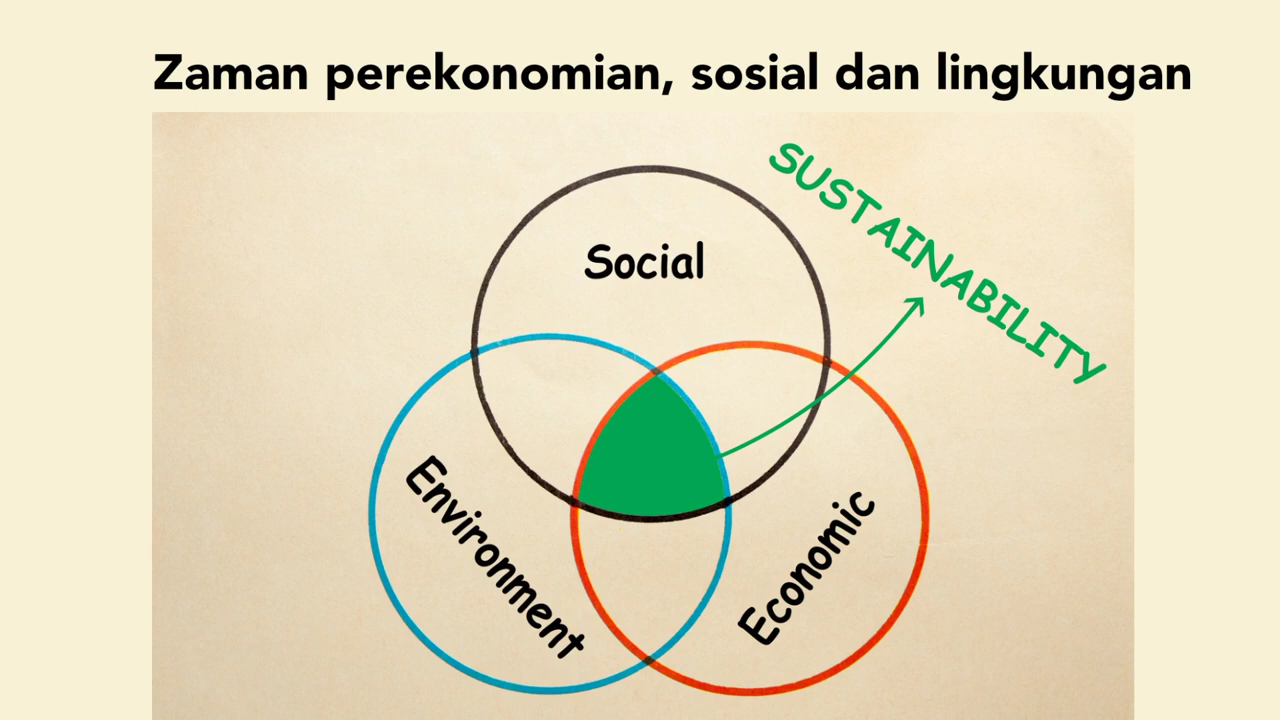 Zaman perekonomian, sosial dan lingkungan
SUSTAINABILITY
Social
Environment
Economic